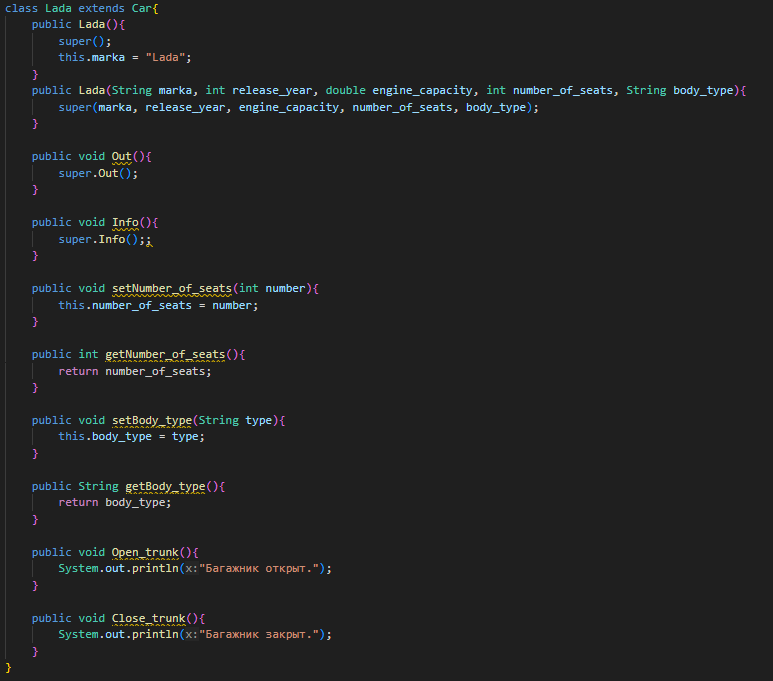 class Lada extends Car{
    public Lada(){
        super();
        this.marka = "Lada";
    }
    public Lada(String marka, int release_year, double engine_capacity, int number_of_seats, String body_type){
        super(marka, release_year, engine_capacity, number_of_seats, body_type);
    }

    public void Out(){
        super.Out();
    }

    public void Info(){
        super.Info();;
    }

    public void setNumber_of_seats(int number){
        this.number_of_seats = number;
    }

    public int getNumber_of_seats(){
        return number_of_seats;
    }

    public void setBody_type(String type){
        this.body_type = type;
    }

    public String getBody_type(){
        return body_type;
    }

    public void Open_trunk(){
        System.out.println(x:"Багажник открыт.");
    }

    public void Close_trunk(){
        System.out.println(x:"Багажник закрыт.");
    }
}